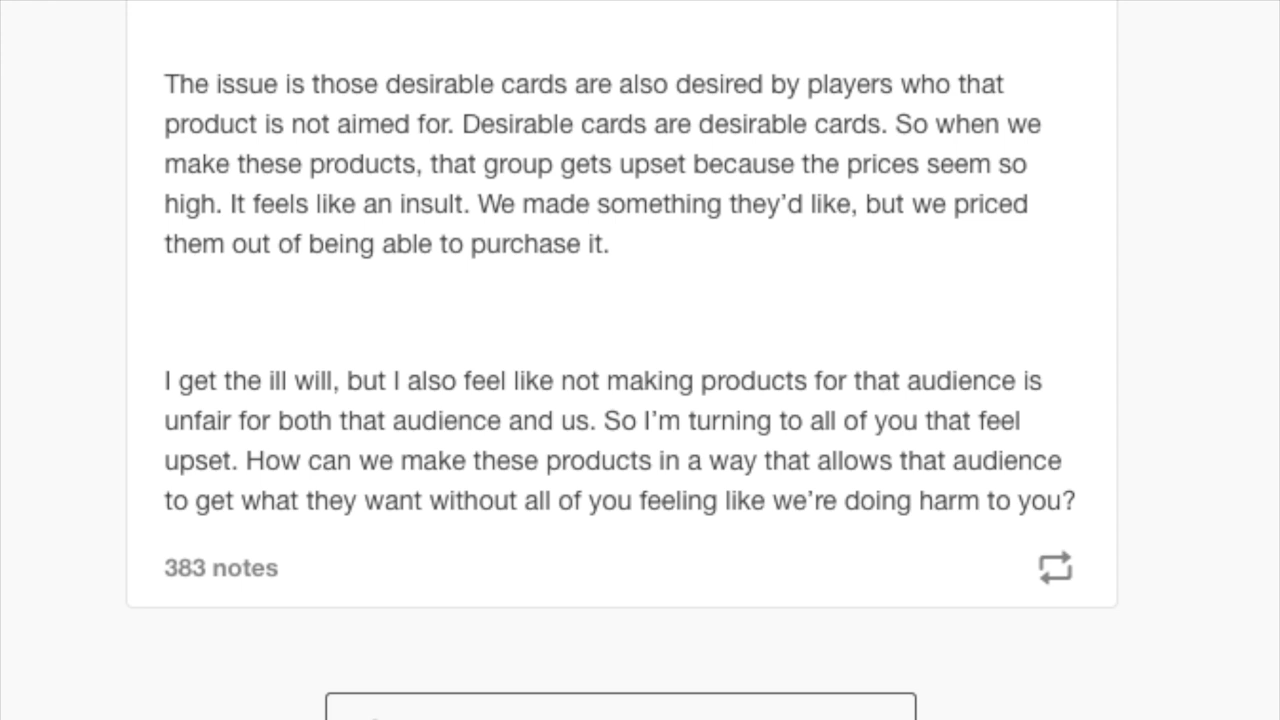 The issue is those desirable cards are also desired by players who that
product is not aimed for. Desirable cards are desirable cards. So when we
make these products, that group gets upset because the prices seem so
high. It feels like an insult. We made something they’d like, but we priced
them out of being able to purchase it.
I get the ill will, but I also feel like not making products for that audience is
unfair for both that audience and us. So I’m turning to all of you that feel
upset. How can we make these products in a way that allows that audience
to get what they want without all of you feeling like we’re doing harm to you?
383 notes